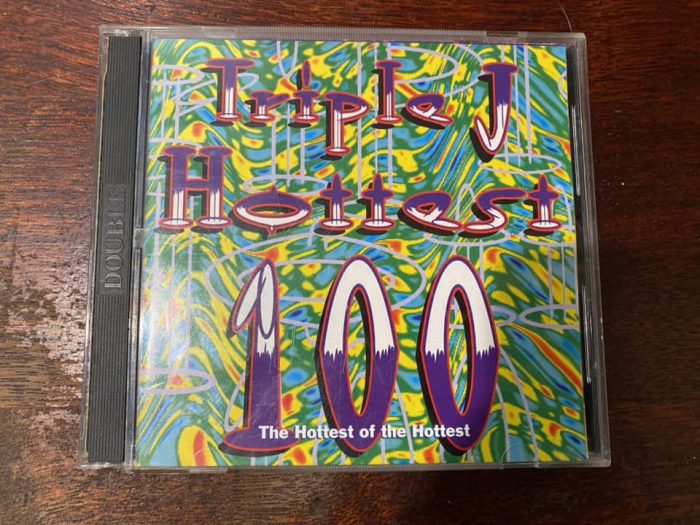 Triple J
Hottest
100
The Hottest of the Hottest
DOUBLE